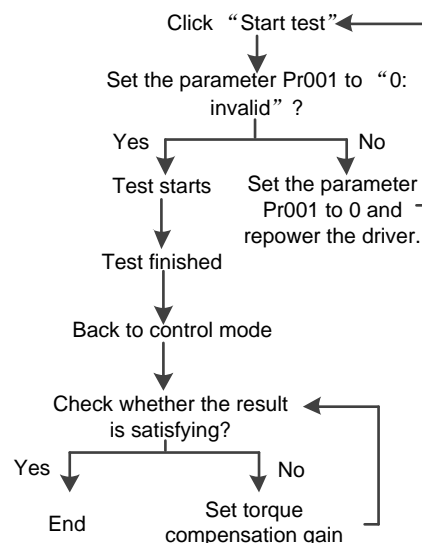 Click “Start test”
Set the parameter Pr001 to “0:
invalid” ?
Yes
No
Test starts
Set the parameter
Pr001 to 0 and
repower the driver.
Test finished
Back to control mode
Check whether the result
is satisfying?
Yes
No
End
Set torque
compensation gain